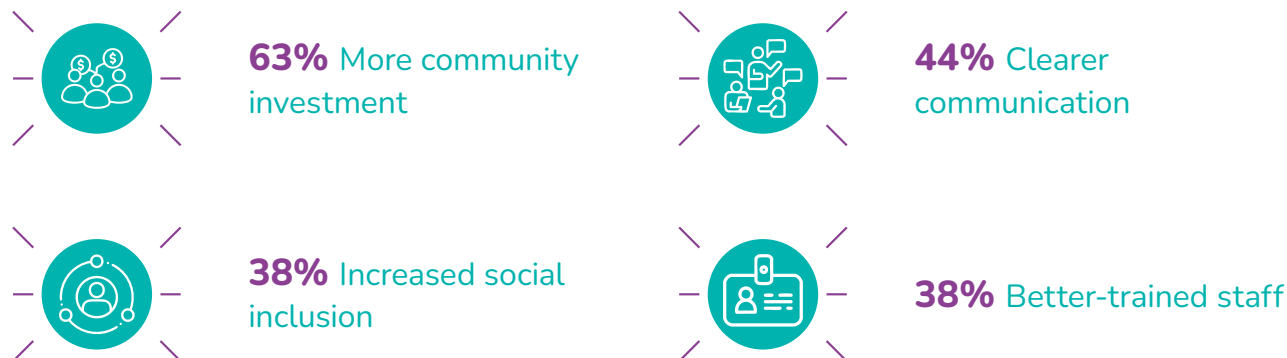 63% More community
investment
44% Clearer
communication
38% Increased social
inclusion
38% Better-trained staff